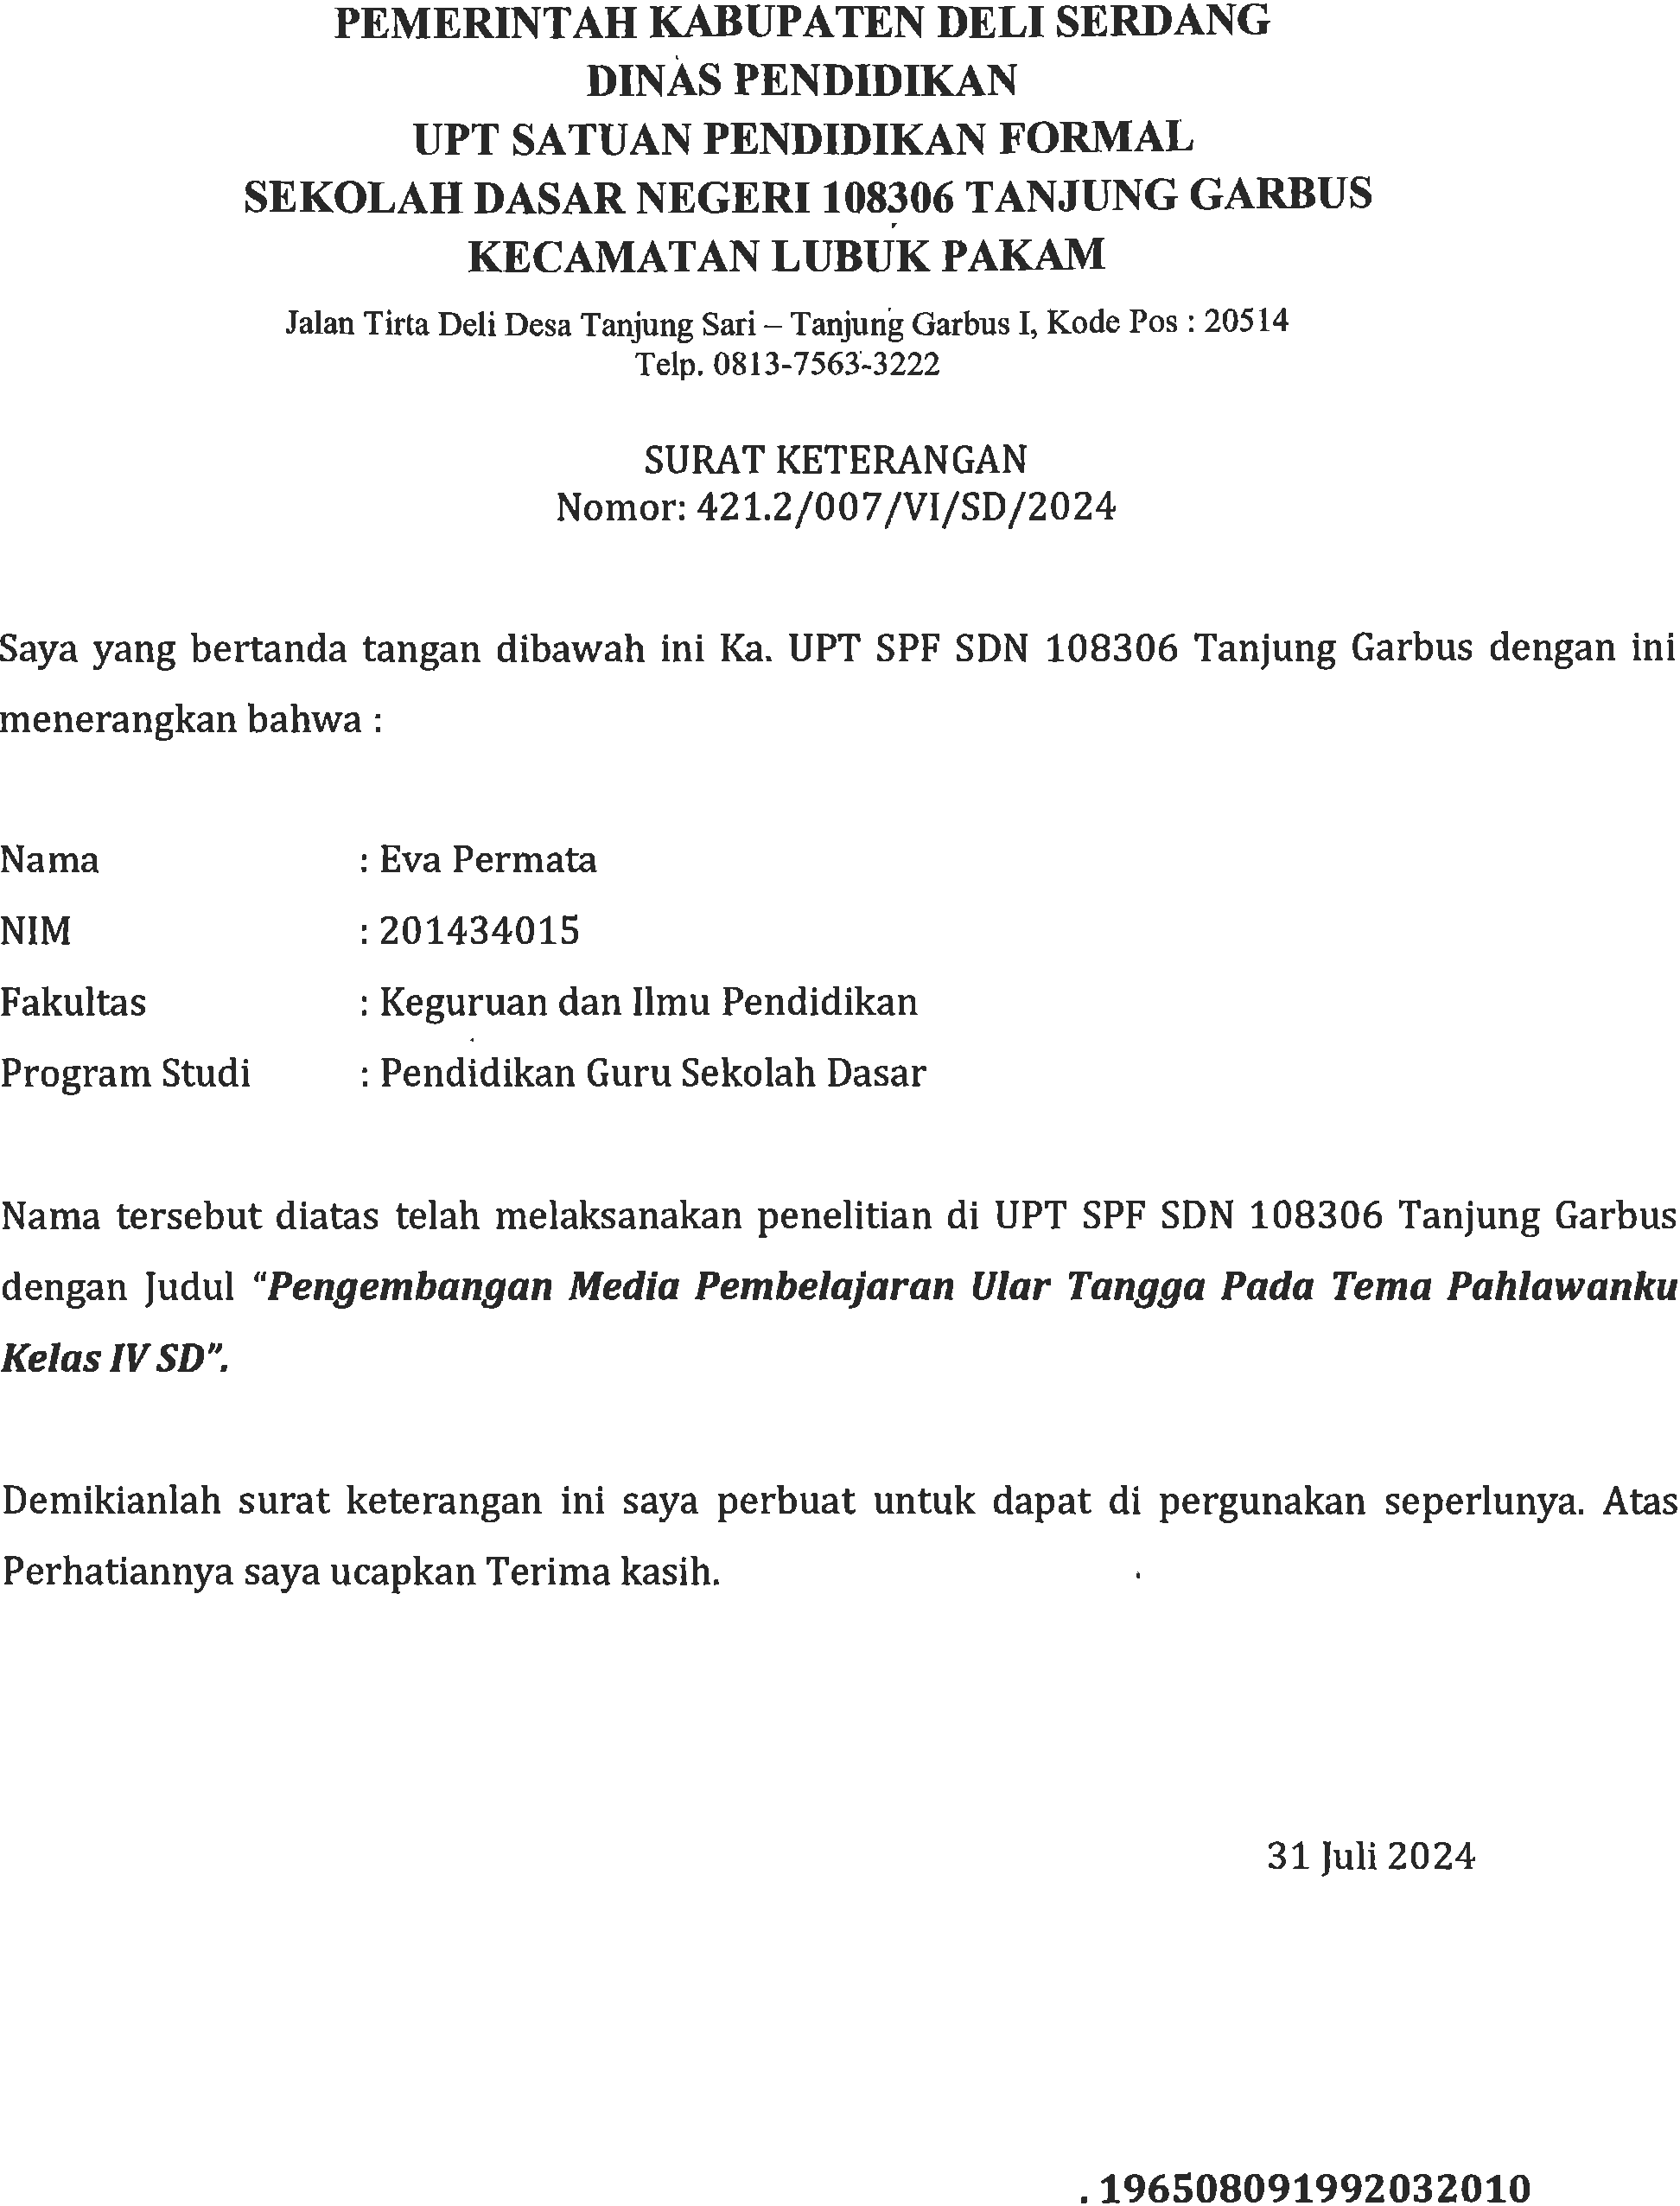 PEMERINTAH KABUPATEN DELI SERDANG
DINAS PENDIDIKAN
UPT SATUAN PENDIDIKAN FORMAL
SEKOLAH DASAR NEGERI 108306 TANJUNG GARBUS
KECAMATAN LUBUK PAKAM
Jalan Tirta Deli Desa Tanjung Sari – Tanjung Garbus I, Kode Pos : 20514
Telp. 0813-7563-3222
SURAT KETERANGAN
Nomor: 421.2/007/VI/SD/2024
Saya yang bertanda tangan dibawah ini Ka. UPT SPF SDN 108306 Tanjung Garbus dengan ini
menerangkan bahwa :
Nama : Eva Permata
NIM : 201434015
Fakultas : Keguruan dan Ilmu Pendidikan
Program Studi : Pendidikan Guru Sekolah Dasar
Nama tersebut diatas telah melaksanakan penelitian di UPT SPF SDN 108306 Tanjung Garbus
dengan Judul “Pengembangan Media Pembelajaran Ular Tangga Pada Tema Pahlawanku
Kelas IV SD”.
Demikianlah surat keterangan ini saya perbuat untuk dapat di pergunakan seperlunya. Atas
Perhatiannya saya ucapkan Terima kasih.
31 Juli 2024
. 196508091992032010